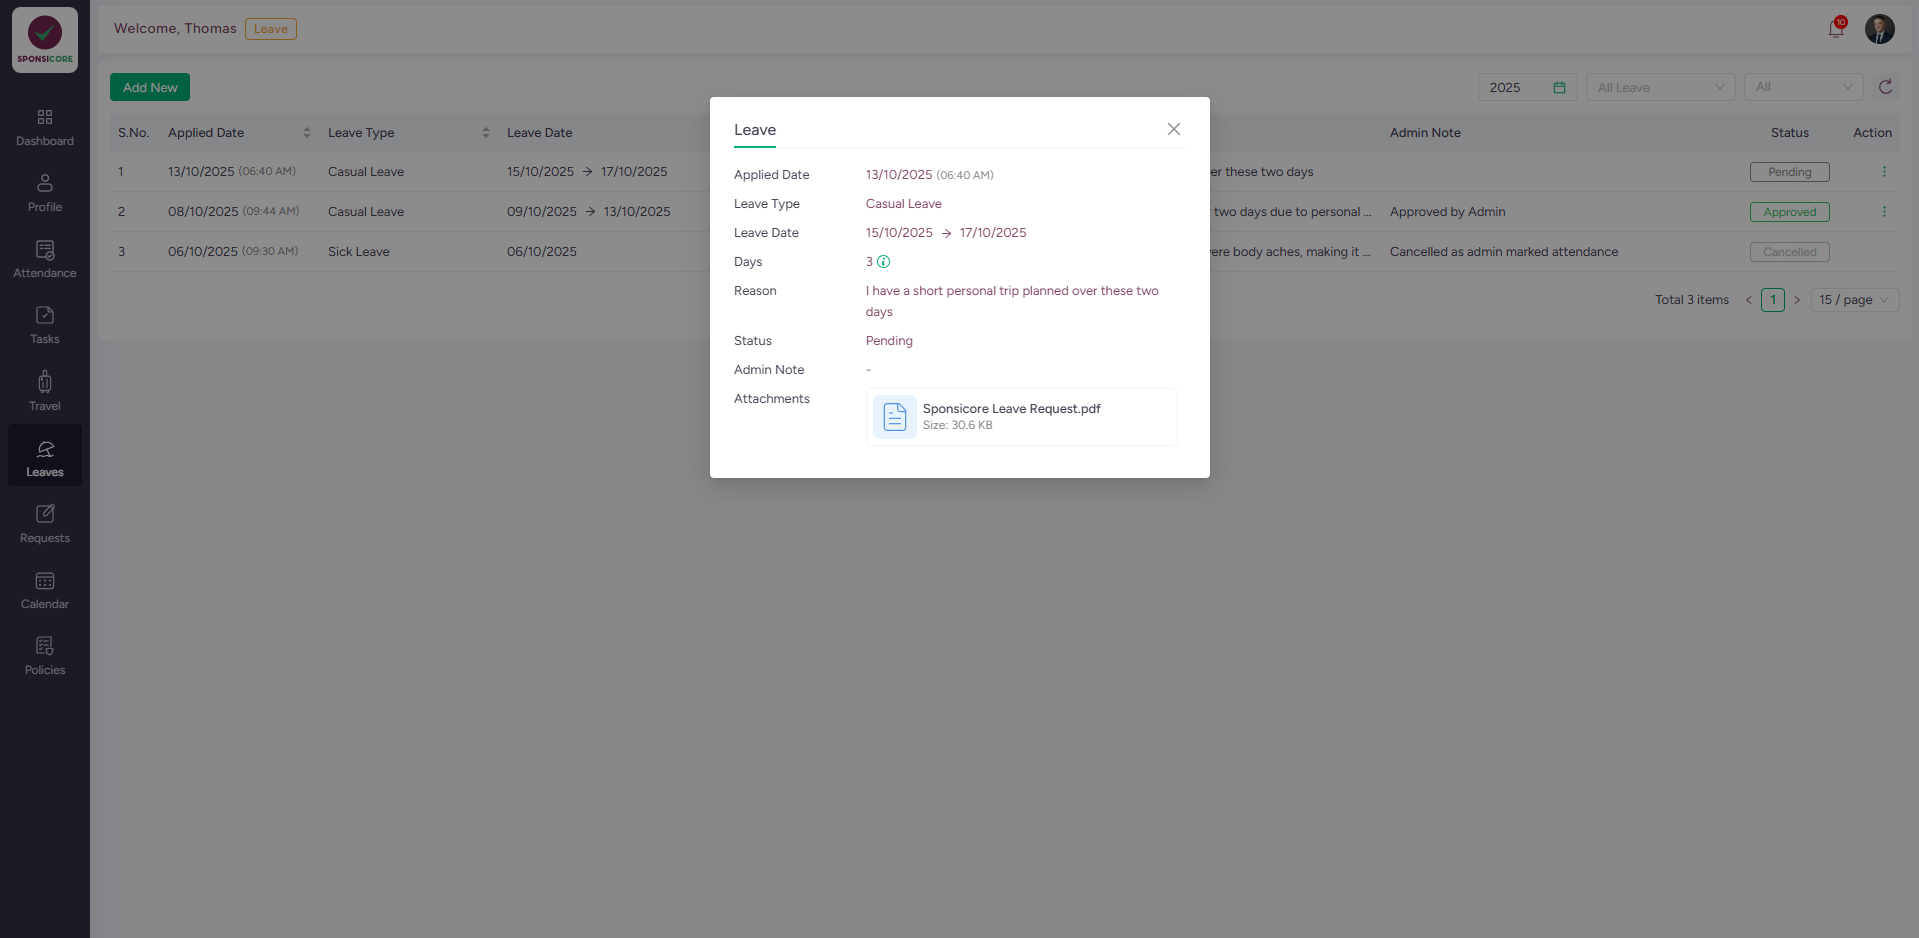 SPONSICORE
Welcome, Thomas Leave
10
Dashboard
Profile
Attendance
Tasks
Travel
Leaves
Requests
Calendar
Policies
Add New
2025 All Leave All
S.No. Applied Date Leave Type Leave Date Admin Note Status Action
1 13/10/2025 (06:40 AM) Casual Leave 15/10/2025 → 17/10/2025 these two days Pending
2 08/10/2025 (09:44 AM) Casual Leave 09/10/2025 → 13/10/2025 two days due to personal ... Approved by Admin Approved
3 06/10/2025 (09:30 AM) Sick Leave 06/10/2025 body aches, making it ... Cancelled as admin marked attendance Cancelled
Total 3 items < 1 > 15 / page
Leave
Applied Date 13/10/2025 (06:40 AM)
Leave Type Casual Leave
Leave Date 15/10/2025 → 17/10/2025
Days 3
Reason I have a short personal trip planned over these two
days
Status Pending
Admin Note -
Attachments Sponsicore Leave Request.pdf
Size: 30.6 KB